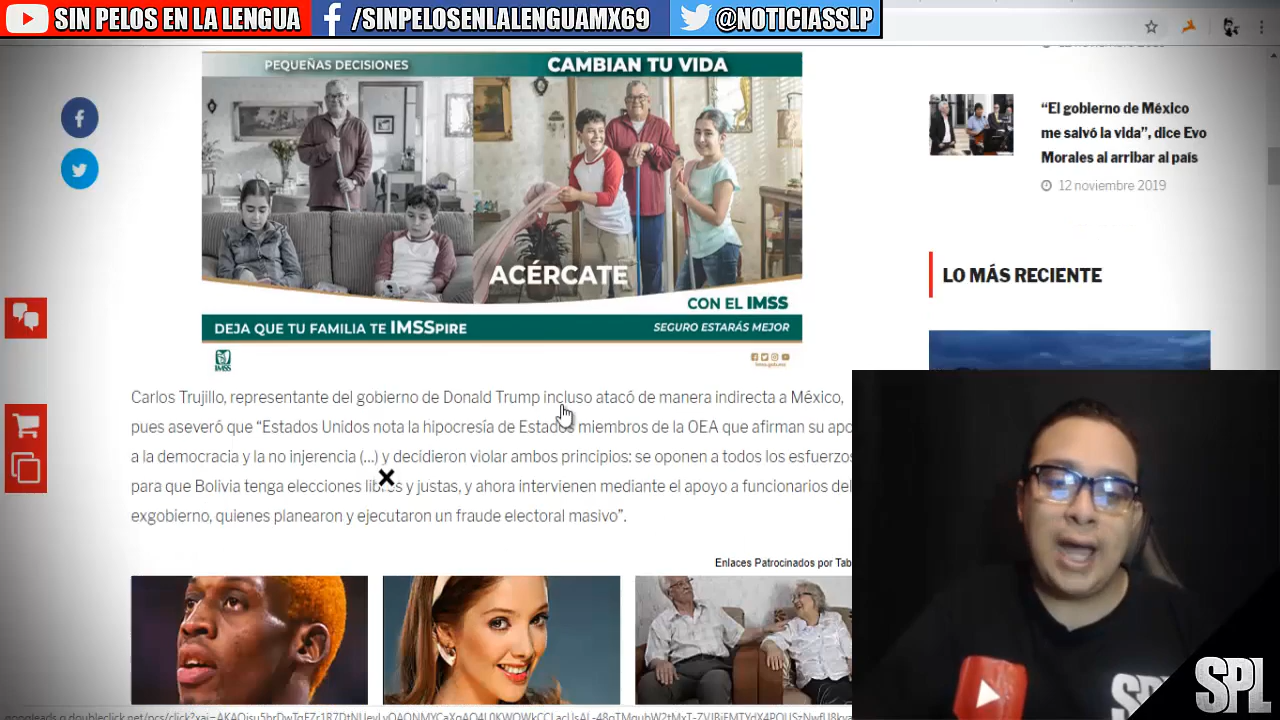 SIN PELOS EN LA LENGUA
/SINPELOSENLALENGUAMX69
@NOTICIASSLP
PEQUEÑAS DECISIONES
CAMBIAN TU VIDA
ACÉRCATE
CON EL IMSS
DEJA QUE TU FAMILIA TE IMSSPIRE
SEGURO ESTARÁS MEJOR
IMSS
imss.gob.mx
"El gobierno de México
me salvó la vida", dice Evo
Morales al arribar al país
12 noviembre 2019
LO MÁS RECIENTE
Carlos Trujillo, representante del gobierno de Donald Trump incluso atacó de manera indirecta a México,
pues aseveró que "Estados Unidos nota la hipocresía de Estados miembros de la OEA que afirman su apo
a la democracia y la no injerencia (...) y decidieron violar ambos principios: se oponen a todos los esfuerzos
para que Bolivia tenga elecciones libres y justas, y ahora intervienen mediante el apoyo a funcionarios del
exgobierno, quienes planearon y ejecutaron un fraude electoral masivo".
Enlaces Patrocinados por Tab
SPL
SPL